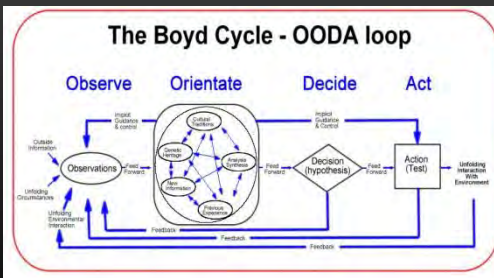 The Boyd Cycle - OODA loop
Observe Orientate Decide Act
Implicit
Guidance
& control
Cultural
Traditions
Implicit
Guidance
& Control
Outside
Information
Genetic
Heritage
Analysis
Synthesis
Observations
Feed
Forward
Feed
Forward
Decision
(hypothesis)
Feed
Forward
Action
(Test)
Unfolding
Interaction
With
Environment
New
Information
Unfolding
Circumstances
Previous
Experience
Unfolding
Environmental
Interaction
Feedback
Feedback